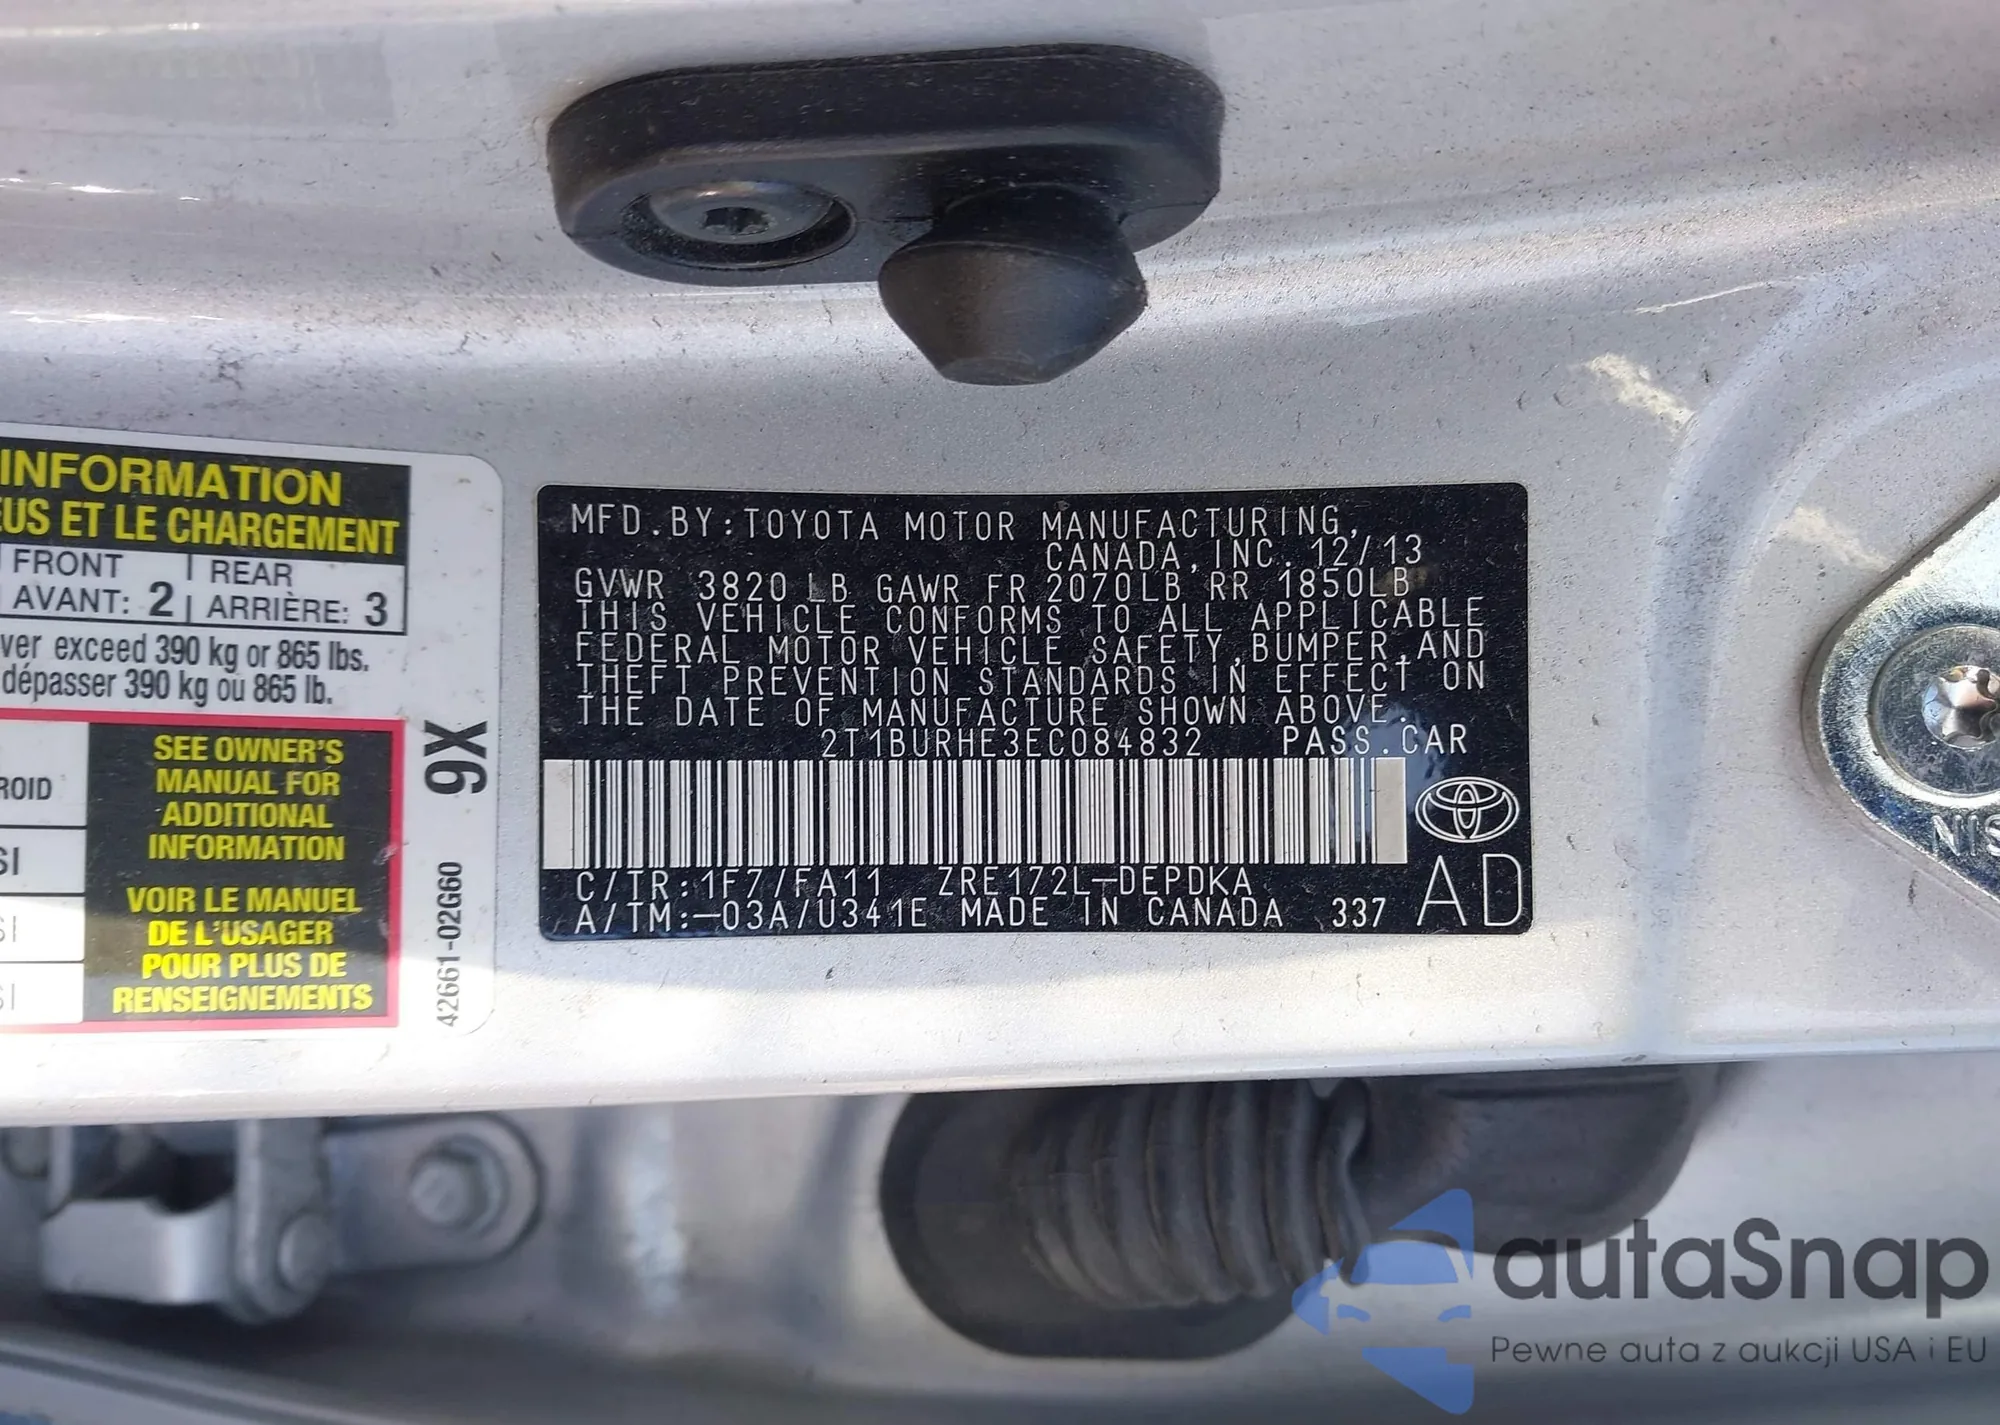 INFORMATION
EUS ET LE CHARGEMENT
FRONT REAR
AVANT: 2 ARRIÈRE: 3
ver exceed 390 kg or 865 lbs.
dépasser 390 kg ou 865 lb.
ROID
SI
SI
SI
SEE OWNER'S
MANUAL FOR
ADDITIONAL
INFORMATION
VOIR LE MANUEL
DE L'USAGER
POUR PLUS DE
RENSEIGNEMENTS
9X
42661-02G60
MFD.BY:TOYOTA MOTOR MANUFACTURING,
CANADA,INC. 12/13
GVWR 3820 LB GAWR FR 2070LB RR 1850LB
THIS VEHICLE CONFORMS TO ALL APPLICABLE
FEDERAL MOTOR VEHICLE SAFETY,BUMPER,AND
THEFT PREVENTION STANDARDS IN EFFECT ON
THE DATE OF MANUFACTURE SHOWN ABOVE.
2T1BURHE3EC084832 PASS.CAR
C/TR:1F7/FA11 ZRE172L-DEPDKA
A/TM:-03A/U341E MADE IN CANADA 337
AD
NIS
autaSnap
Pewne auta z aukcji USA i EU